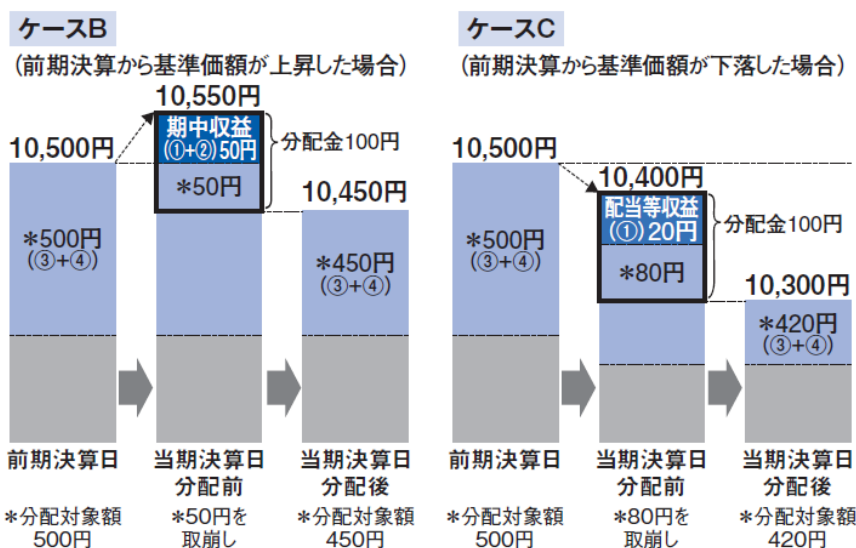 ケースB
(前期決算から基準価額が上昇した場合)
10,550円
10,500円
期中収益
(①+②)50円
分配金100円
*50円
10,450円
*500円
(③+④)
*450円
(③+④)
前期決算日
当期決算日
分配前
当期決算日
分配後
*分配対象額
500円
*50円を
取崩し
*分配対象額
450円
ケースC
(前期決算から基準価額が下落した場合)
10,500円
10,400円
配当等収益
(①)20円
分配金100円
*500円
(③+④)
*80円
10,300円
*420円
(③+④)
前期決算日
当期決算日
分配前
当期決算日
分配後
*分配対象額
500円
*80円を
取崩し
*分配対象額
420円